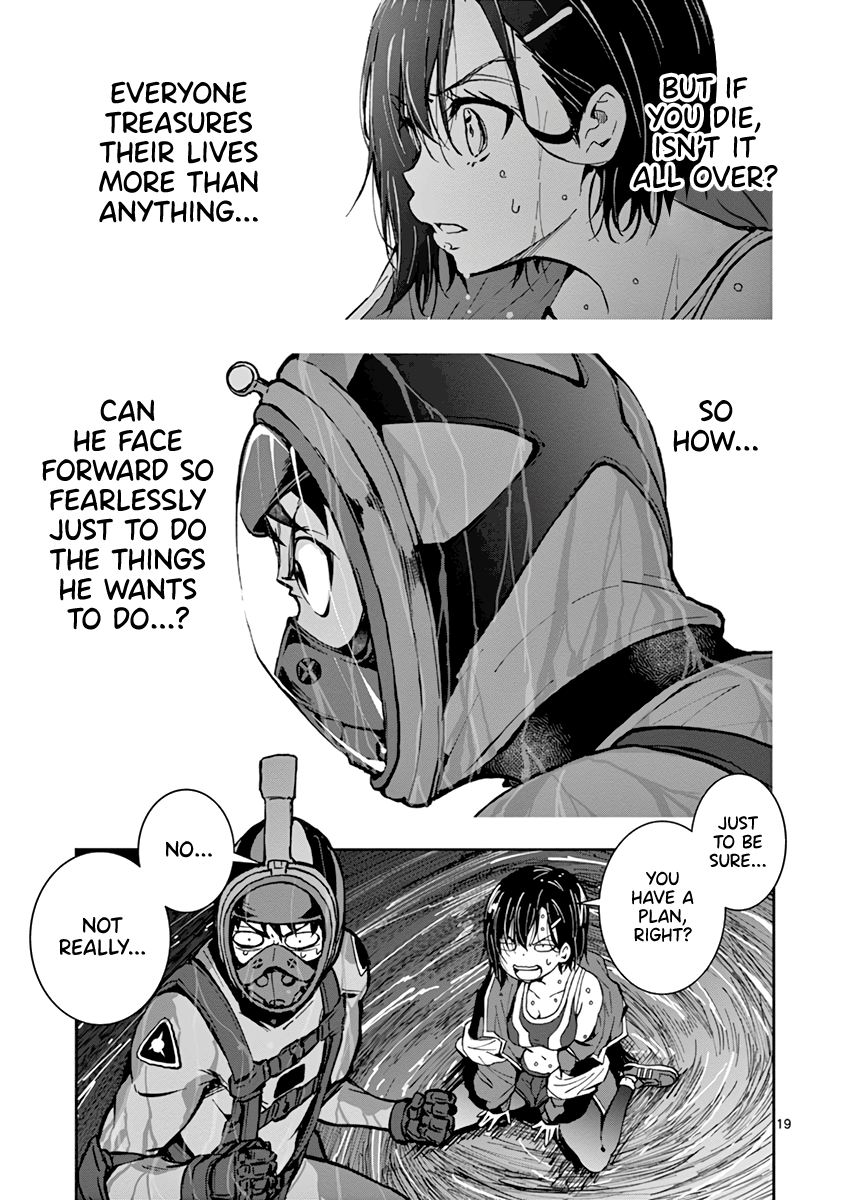 BUT IF
YOU DIE,
ISN'T IT
ALL OVER?
EVERYONE
TREASURES
THEIR LIVES
MORE THAN
ANYTHING...
SO
HOW...
CAN
HE FACE
FORWARD SO
FEARLESSLY
JUST TO DO
THE THINGS
HE WANTS
TO DO...?
JUST
TO BE
SURE...
YOU
HAVE A
PLAN,
RIGHT?
NO...
NOT
REALLY...
19